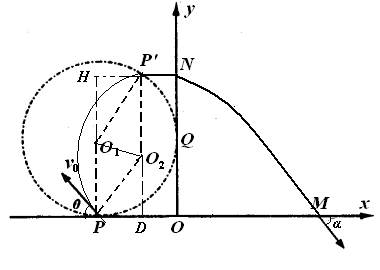 y
H P' N
v₀ O₁ O₂ Q
θ P D O M α x